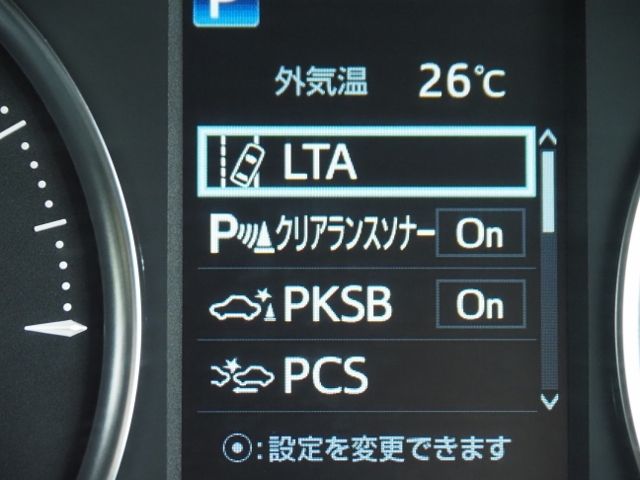 P
外気温 26℃
LTA
P クリアランスソナー On
PKSB On
PCS
:設定を変更できます